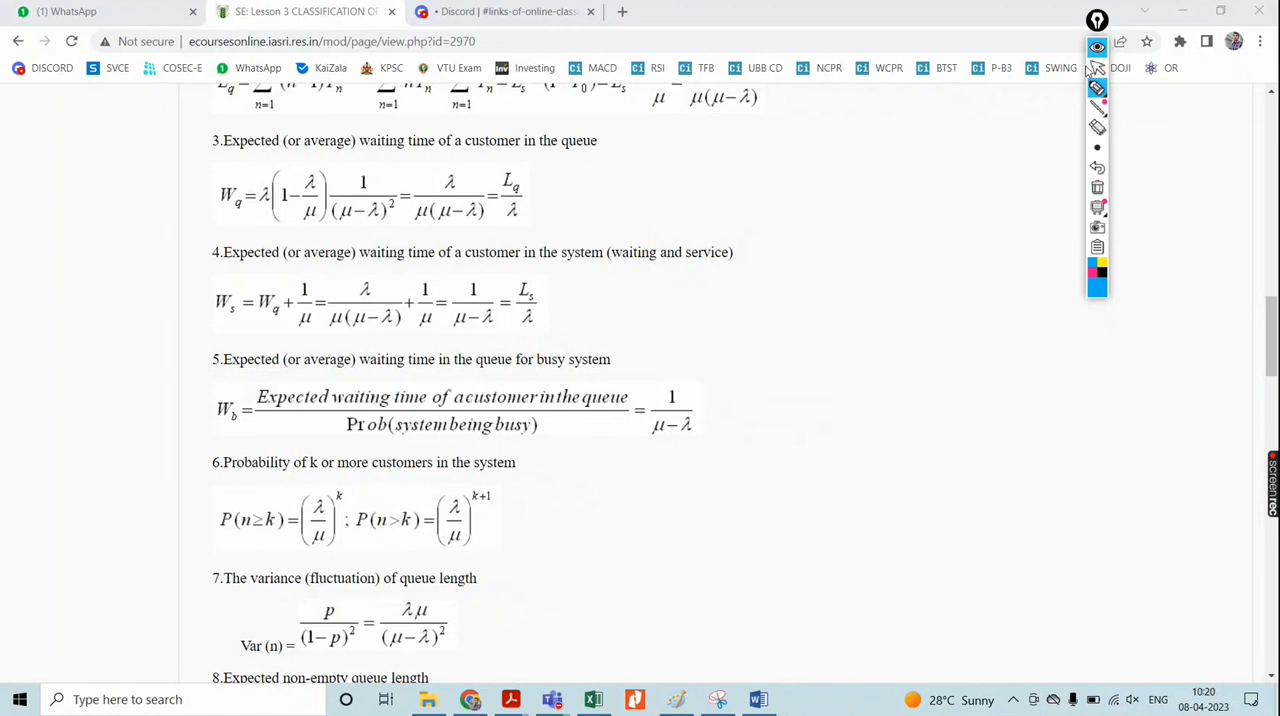 WhatsApp
SE: Lesson 3 CLASSIFICATION OF
• Discord | #links-of-online-class
Not secure | ecoursesonline.iasri.res.in/mod/page/view.php?id=2970
DISCORD SVCE COSEC-E WhatsApp KaiZala VTU Exam Investing MACD RSI TFB UBB CD NCPR WCPR BTST P-B3 SWING DOJI OR
n=1 n=1 n=1 μ μ(μ−λ)
3.Expected (or average) waiting time of a customer in the queue
W_q = λ(1−λ/μ) 1/(μ−λ)² = λ/μ(μ−λ) = L_q/λ
4.Expected (or average) waiting time of a customer in the system (waiting and service)
W_s = W_q + 1/μ = λ/μ(μ−λ) + 1/μ = 1/μ−λ = L_s/λ
5.Expected (or average) waiting time in the queue for busy system
W_b = Expected waiting time of a customer in the queue / Prob(system being busy) = 1/μ−λ
6.Probability of k or more customers in the system
P(n≥k) = (λ/μ)^k ; P(n>k) = (λ/μ)^k+1
7.The variance (fluctuation) of queue length
Var (n) = p/(1−p)² = λμ/(μ−λ)²
8.Expected non-empty queue length
screenrec
Type here to search
28°C Sunny
ENG
10:20
08-04-2023